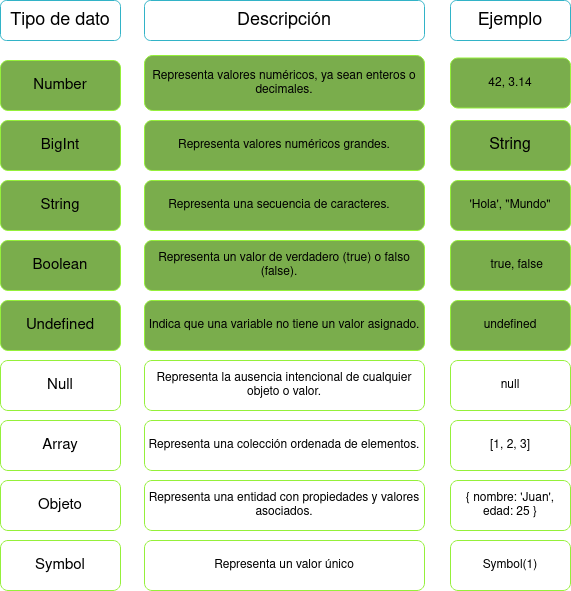 Tipo de dato Descripción Ejemplo
Number Representa valores numéricos, ya sean enteros o
decimales. 42, 3.14
BigInt Representa valores numéricos grandes. String
String Representa una secuencia de caracteres. 'Hola', "Mundo"
Boolean Representa un valor de verdadero (true) o falso
(false). true, false
Undefined Indica que una variable no tiene un valor asignado. undefined
Null Representa la ausencia intencional de cualquier
objeto o valor. null
Array Representa una colección ordenada de elementos. [1, 2, 3]
Objeto Representa una entidad con propiedades y valores
asociados. { nombre: 'Juan',
edad: 25 }
Symbol Representa un valor único Symbol(1)